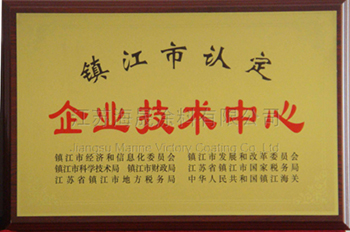 镇江市认定
企业技术中心
镇江市经济和信息化委员会 镇江市发展和改革委员会
镇江市科学技术局 镇江市财政局 江苏省镇江市国家税务局
江苏省镇江市地方税务局 中华人民共和国镇江海关
Jiangsu Marine Victory Coating Co., Ltd